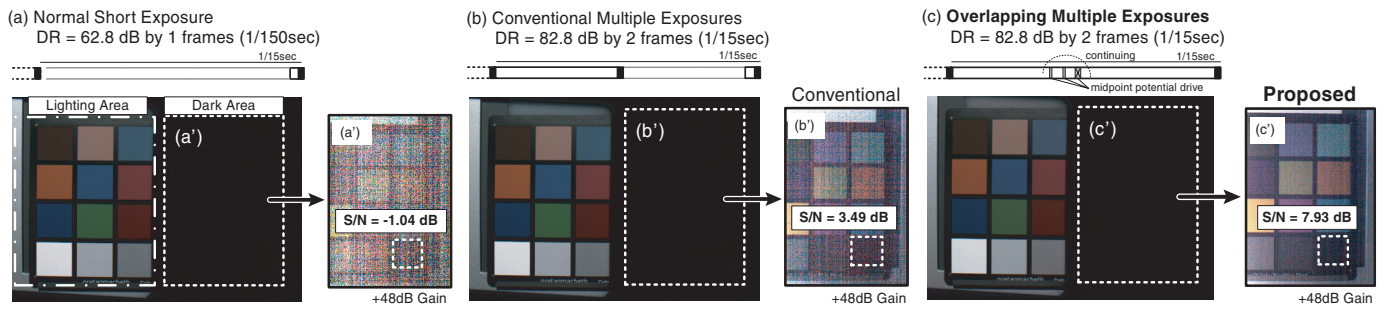 (a) Normal Short Exposure
DR = 62.8 dB by 1 frames (1/150sec)
1/15sec
Lighting Area
Dark Area
(a')
(a')
S/N = -1.04 dB
+48dB Gain
(b) Conventional Multiple Exposures
DR = 82.8 dB by 2 frames (1/15sec)
1/15sec
(b')
Conventional
(b')
S/N = 3.49 dB
+48dB Gain
(c) Overlapping Multiple Exposures
DR = 82.8 dB by 2 frames (1/15sec)
continuing
1/15sec
midpoint potential drive
(c')
Proposed
(c')
S/N = 7.93 dB
+48dB Gain